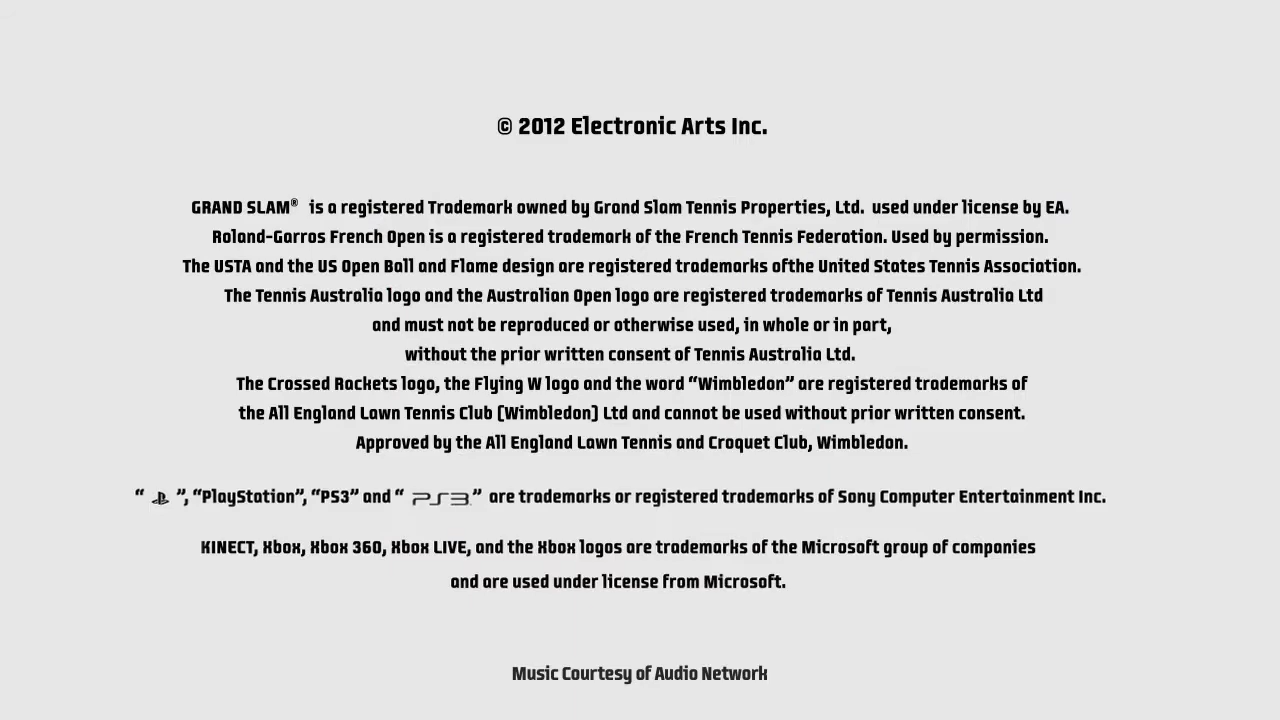 © 2012 Electronic Arts Inc.
GRAND SLAM® is a registered Trademark owned by Grand Slam Tennis Properties, Ltd. used under license by EA.
Roland-Garros French Open is a registered trademark of the French Tennis Federation. Used by permission.
The USTA and the US Open Ball and Flame design are registered trademarks ofthe United States Tennis Association.
The Tennis Australia logo and the Australian Open logo are registered trademarks of Tennis Australia Ltd
and must not be reproduced or otherwise used, in whole or in part,
without the prior written consent of Tennis Australia Ltd.
The Crossed Rackets logo, the Flying W logo and the word “Wimbledon” are registered trademarks of
the All England Lawn Tennis Club (Wimbledon) Ltd and cannot be used without prior written consent.
Approved by the All England Lawn Tennis and Croquet Club, Wimbledon.
“ ”, “PlayStation”, “PS3” and “ PS3 ” are trademarks or registered trademarks of Sony Computer Entertainment Inc.
KINECT, Xbox, Xbox 360, Xbox LIVE, and the Xbox logos are trademarks of the Microsoft group of companies
and are used under license from Microsoft.
Music Courtesy of Audio Network